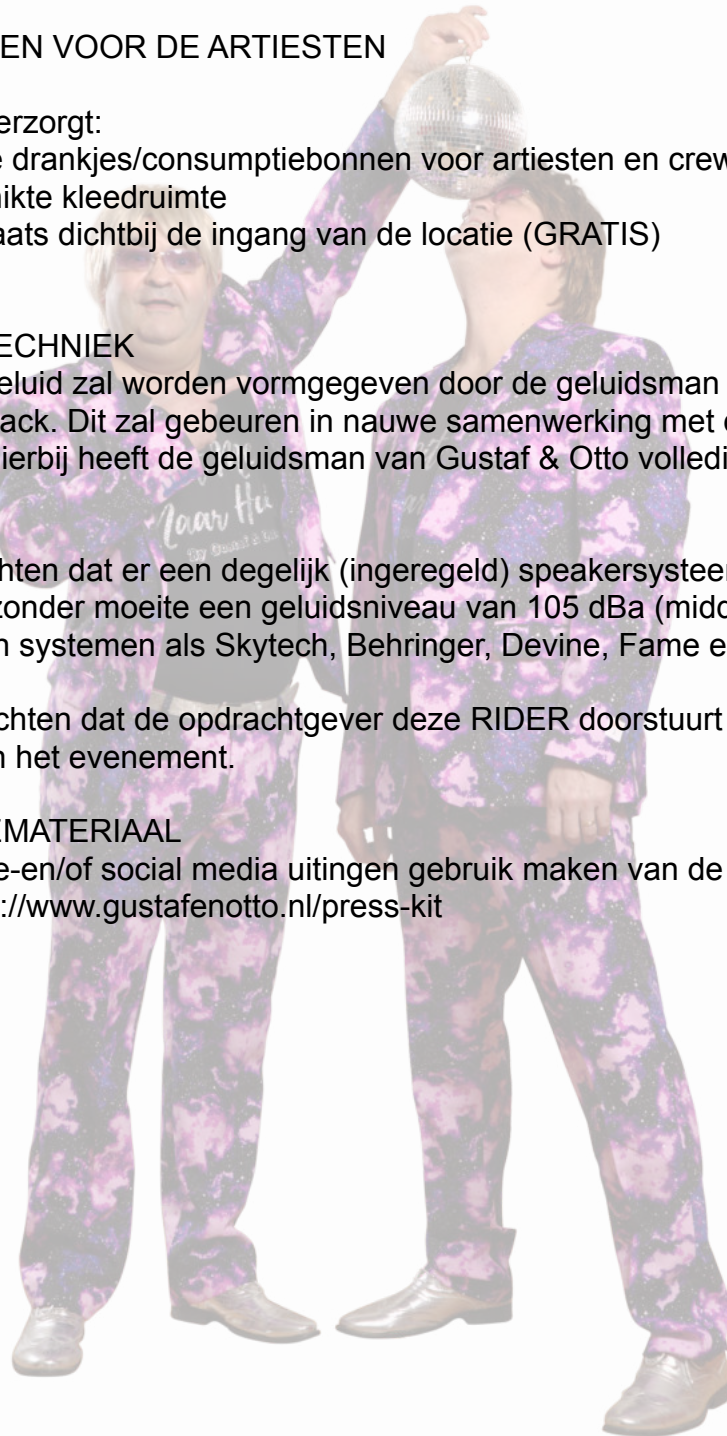 EN VOOR DE ARTIESTEN
erzorgt:
e drankjes/consumptiebonnen voor artiesten en crew
ikte kleedruimte
aats dichtbij de ingang van de locatie (GRATIS)
ECHNIEK
eluid zal worden vormgegeven door de geluidsman
ack. Dit zal gebeuren in nauwe samenwerking met
ierbij heeft de geluidsman van Gustaf & Otto volledi
Naar Hu
hten dat er een degelijk (ingeregeld) speakersysteem
zonder moeite een geluidsniveau van 105 dBa (midd
n systemen als Skytech, Behringer, Devine, Fame e
chten dat de opdrachtgever deze RIDER doorstuurt
n het evenement.
EMATERIAAL
e-en/of social media uitingen gebruik maken van de
://www.gustafenotto.nl/press-kit